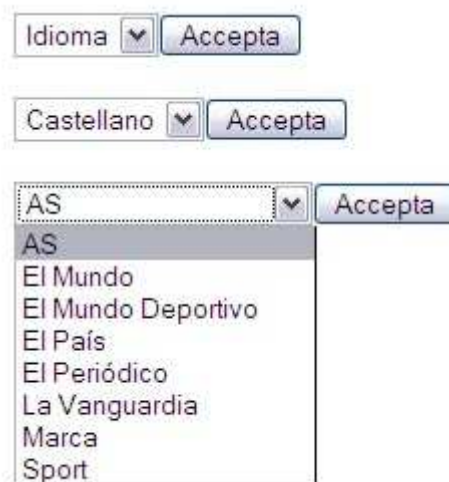 Idioma Accepta
Castellano Accepta
AS Accepta
AS
El Mundo
El Mundo Deportivo
El País
El Periódico
La Vanguardia
Marca
Sport